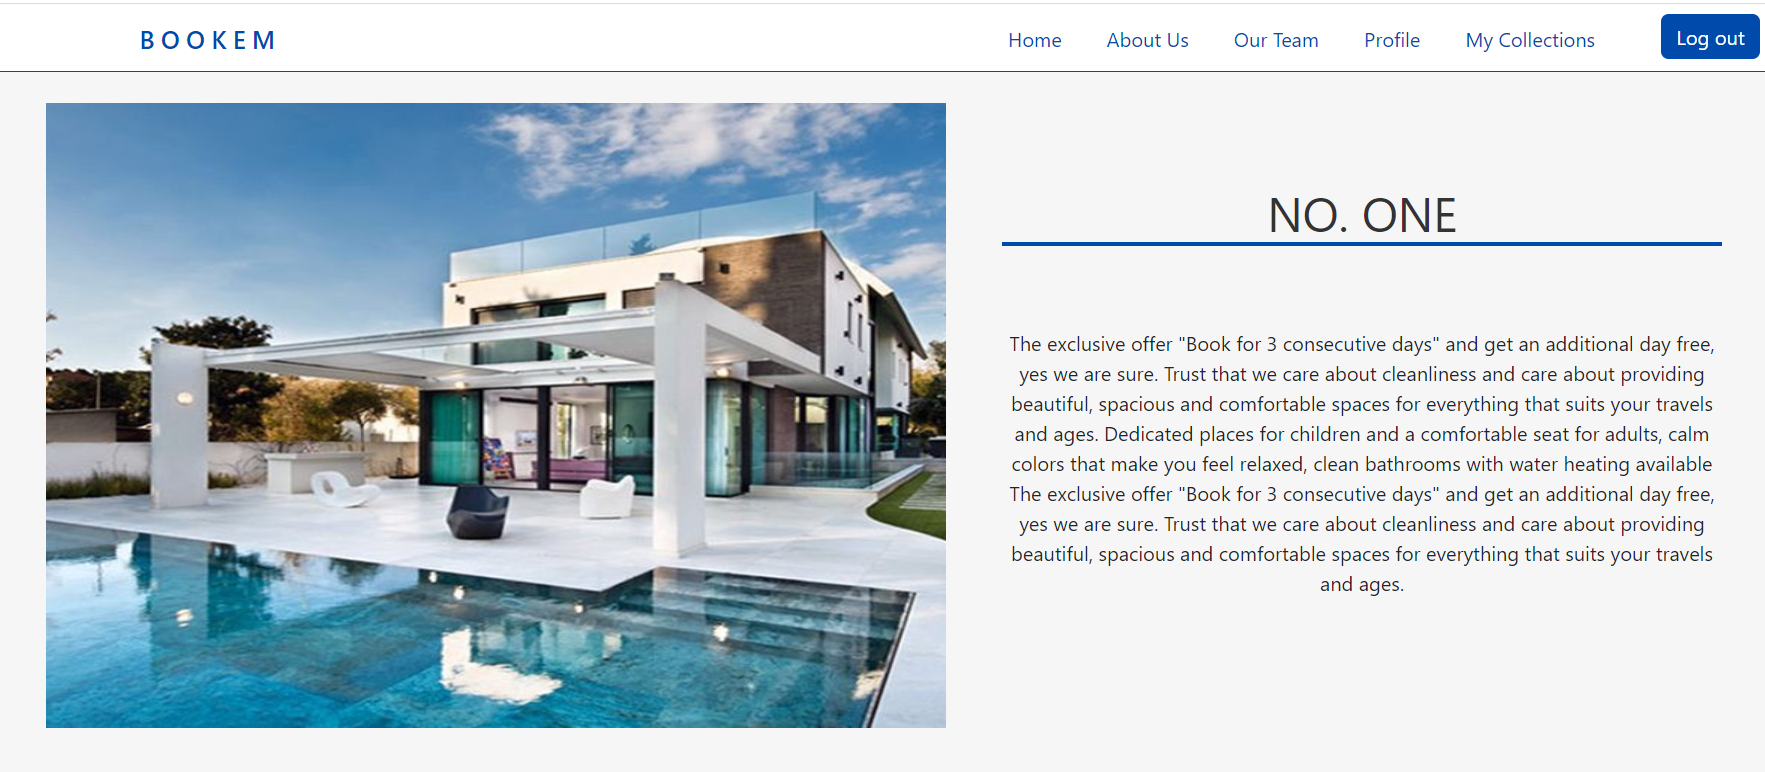 BOOKEM
Home About Us Our Team Profile My Collections Log out
NO. ONE
The exclusive offer "Book for 3 consecutive days" and get an additional day free,
yes we are sure. Trust that we care about cleanliness and care about providing
beautiful, spacious and comfortable spaces for everything that suits your travels
and ages. Dedicated places for children and a comfortable seat for adults, calm
colors that make you feel relaxed, clean bathrooms with water heating available
The exclusive offer "Book for 3 consecutive days" and get an additional day free,
yes we are sure. Trust that we care about cleanliness and care about providing
beautiful, spacious and comfortable spaces for everything that suits your travels
and ages.